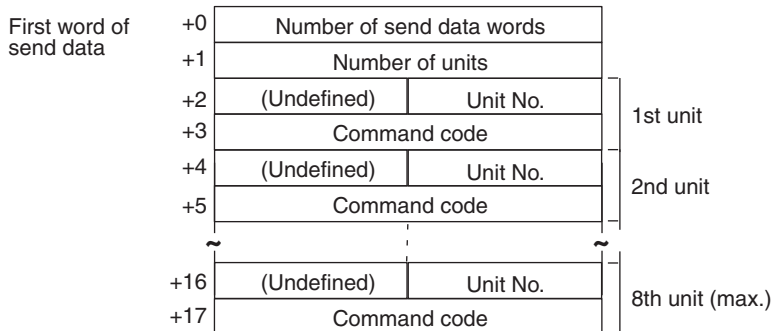 First word of
send data
+0 Number of send data words
+1 Number of units
+2 (Undefined) Unit No.
+3 Command code
1st unit
+4 (Undefined) Unit No.
+5 Command code
2nd unit
~ ~
+16 (Undefined) Unit No.
+17 Command code
8th unit (max.)